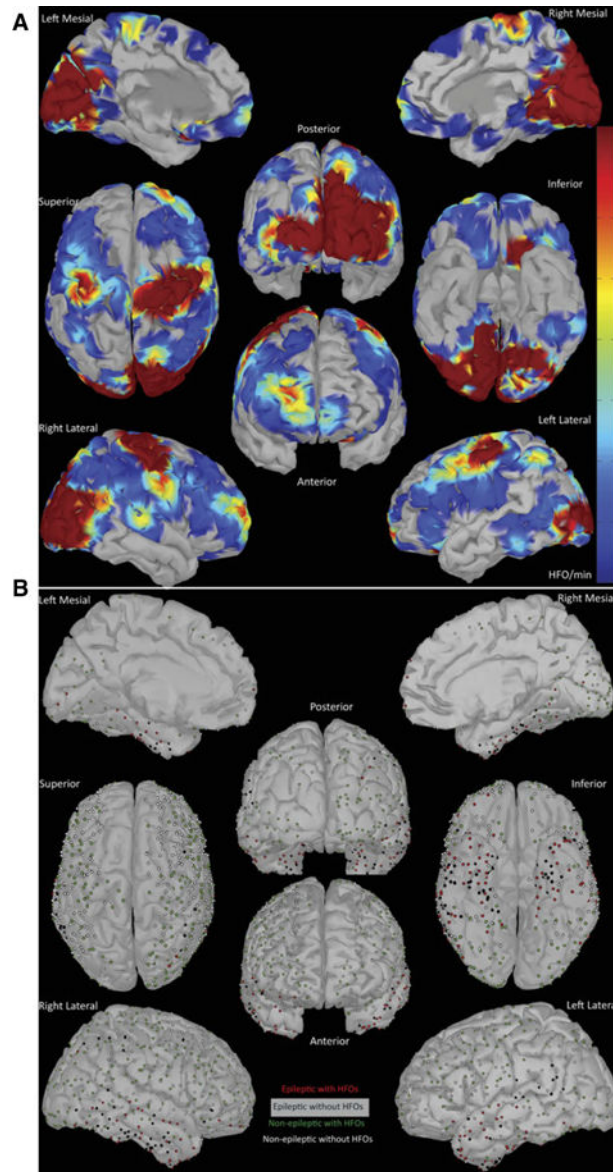 A
Left Mesial
Right Mesial
Posterior
Superior
Inferior
Right Lateral
Left Lateral
Anterior
HFO/min
B
Left Mesial
Right Mesial
Posterior
Superior
Inferior
Right Lateral
Left Lateral
Anterior
Epileptic with HFOs
Epileptic without HFOs
Non-epileptic with HFOs
Non-epileptic without HFOs